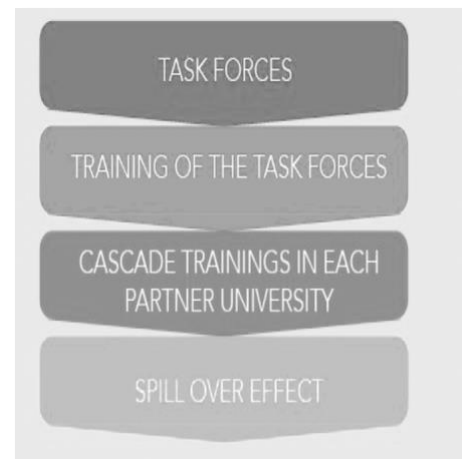 TASK FORCES
TRAINING OF THE TASK FORCES
CASCADE TRAININGS IN EACH
PARTNER UNIVERSITY
SPILL OVER EFFECT